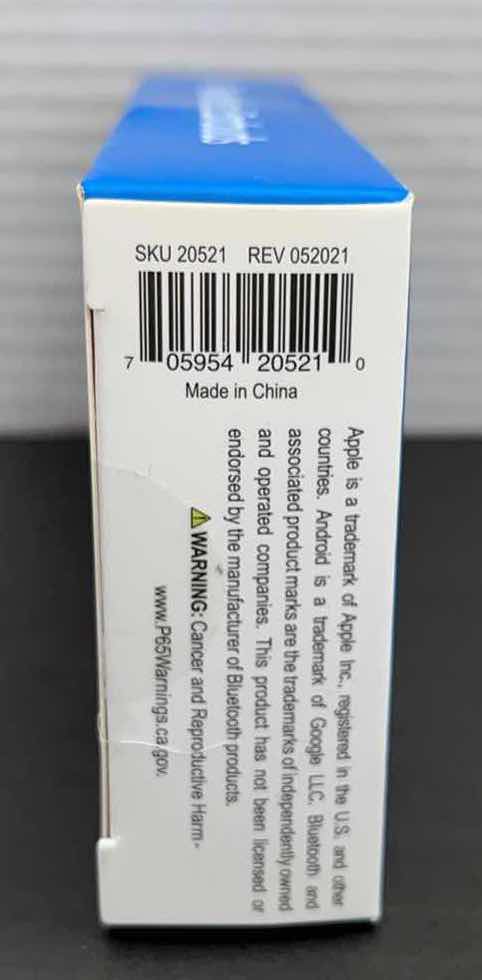 SKU 20521 REV 052021
7 05954 20521 0
Made in China
Apple is a trademark of Apple Inc., registered in the U.S. and other
countries. Android is a trademark of Google LLC. Bluetooth and
associated product marks are the trademarks of independently owned
and operated companies. This product has not been licensed or
endorsed by the manufacturer of Bluetooth products.
WARNING: Cancer and Reproductive Harm -
www.P65Warnings.ca.gov.